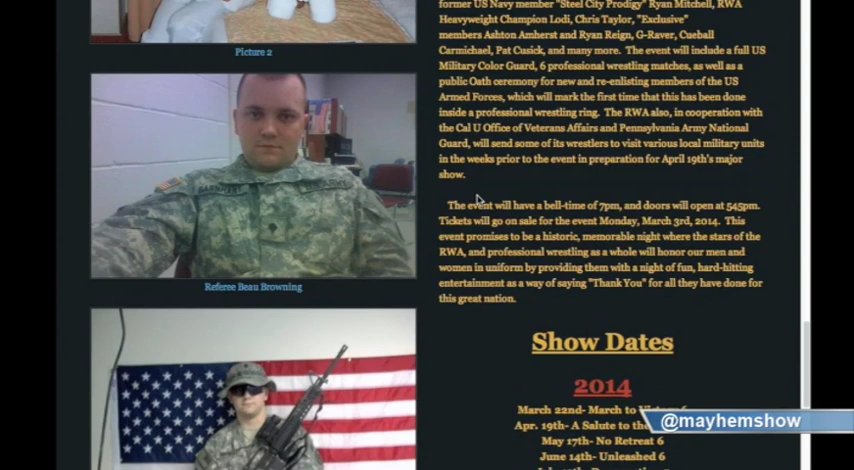 Picture 2
Referee Beau Browning
former US Navy member "Steel City Prodigy" Ryan Mitchell, RWA
Heavyweight Champion Lodi, Chris Taylor, "Exclusive"
members Ashton Amherst and Ryan Reign, G-Raver, Cueball
Carmichael, Pat Cusick, and many more. The event will include a full US
Military Color Guard, 6 professional wrestling matches, as well as a
public Oath ceremony for new and re-enlisting members of the US
Armed Forces, which will mark the first time that this has been done
inside a professional wrestling ring. The RWA also, in cooperation with
the Cal U Office of Veterans Affairs and Pennsylvania Army National
Guard, will send some of its wrestlers to visit various local military units
in the weeks prior to the event in preparation for April 19th's major
show.
The event will have a bell-time of 7pm, and doors will open at 545pm.
Tickets will go on sale for the event Monday, March 3rd, 2014. This
event promises to be a historic, memorable night where the stars of the
RWA, and professional wrestling as a whole will honor our men and
women in uniform by providing them with a night of fun, hard-hitting
entertainment as a way of saying "Thank You" for all they have done for
this great nation.
Show Dates
2014
March 22nd- March to
Apr. 19th- A Salute to the
May 17th- No Retreat 6
June 14th- Unleashed 6
@mayhemshow